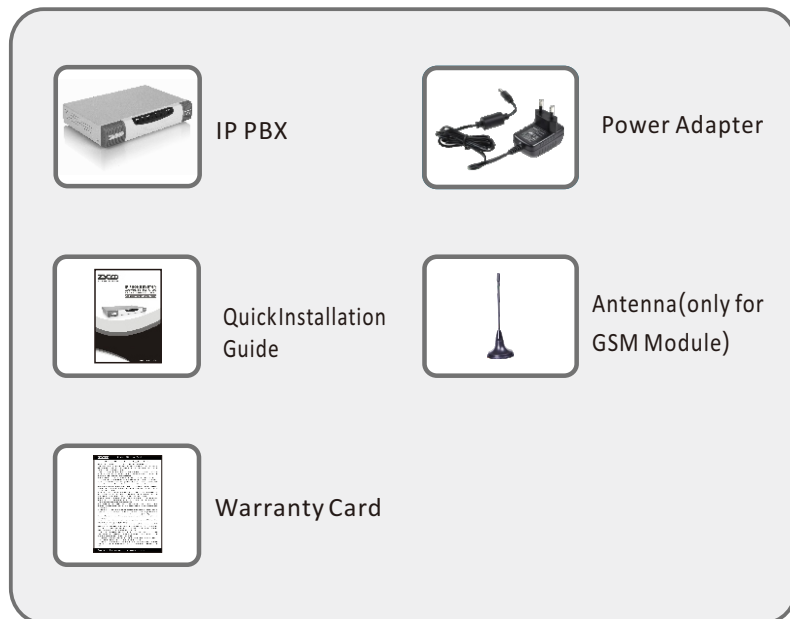 IP PBX
Power Adapter
QuickInstallation
Guide
Antenna(only for
GSM Module)
Warranty Card